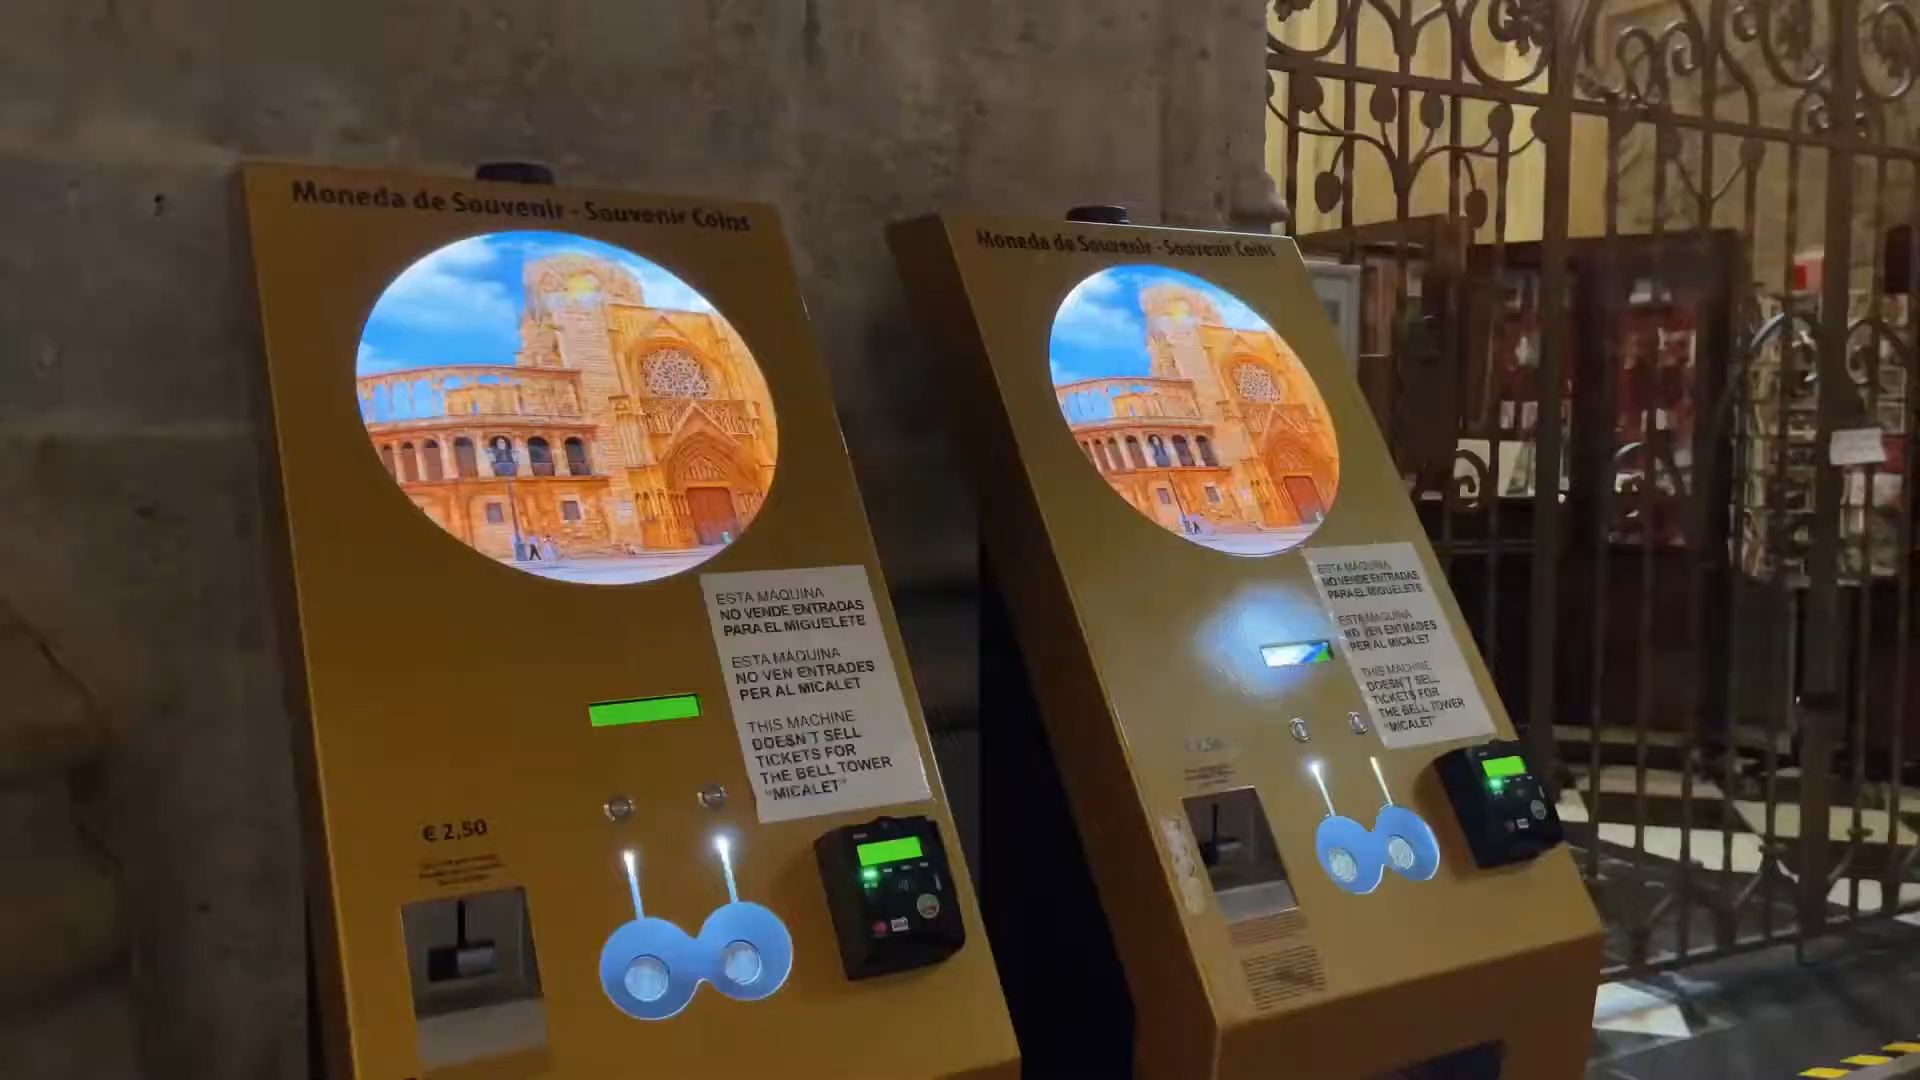 Moneda de Souvenir - Souvenir Coins
ESTA MAQUINA
NO VENDE ENTRADAS
PARA EL MIGUELETE
ESTA MAQUINA
NO VEN ENTRADES
PER AL MICALET
THIS MACHINE
DOESN'T SELL
TICKETS FOR
THE BELL TOWER
"MICALET"
€ 2,50
Moneda de Souvenir - Souvenir Coins
ESTA MAQUINA
NO VENDE ENTRADAS
PARA EL MIGUELETE
ESTA MAQUINA
NO VEN ENTRADES
PER AL MICALET
THIS MACHINE
DOESN'T SELL
TICKETS FOR
THE BELL TOWER
"MICALET"
€ 2,50